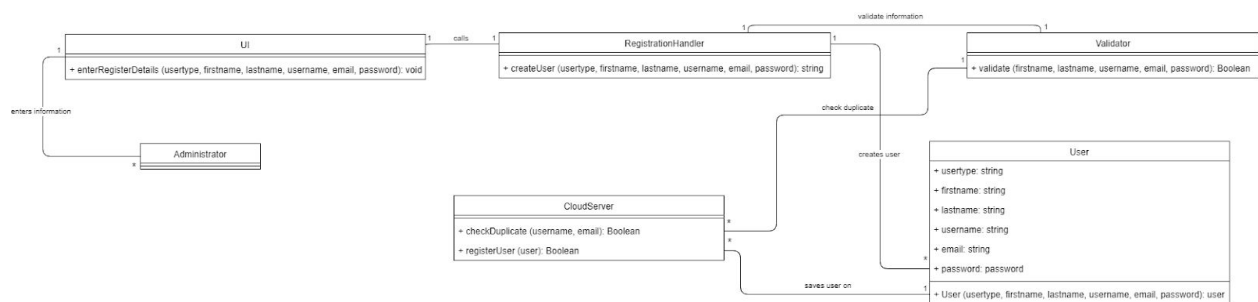 validate information
UI
1
calls
1
RegistrationHandler
1
1
1
Validator
1
+ enterRegisterDetails (usertype, firstname, lastname, username, email, password): void
+ createUser (usertype, firstname, lastname, username, email, password): string
1
+ validate (firstname, lastname, username, email, password): Boolean
enters information
check duplicate
Administrator
*
creates user
User
+ usertype: string
+ firstname: string
+ lastname: string
+ username: string
+ email: string
+ password: password
+ User (usertype, firstname, lastname, username, email, password): user
CloudServer
+ checkDuplicate (username, email): Boolean
+ registerUser (user): Boolean
*
*
*
saves user on
1